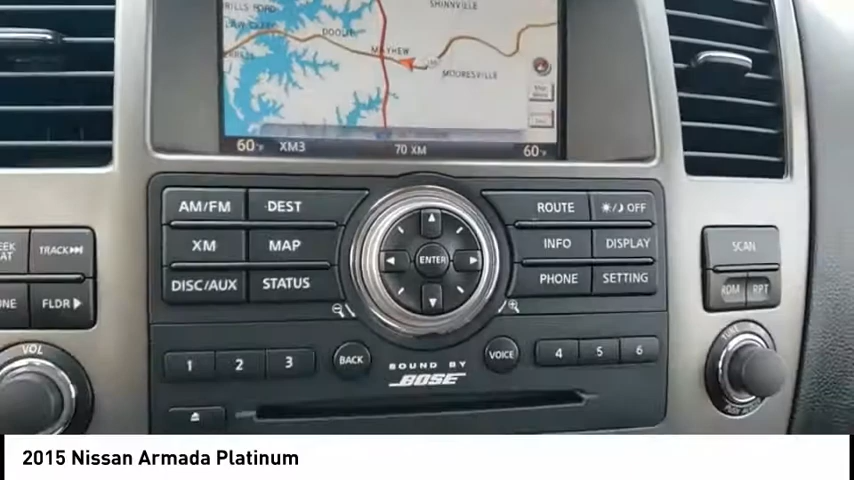 SHINNVILLE
DOOLIE
MAYHEW
MOORESVILLE
60°F XM3 70 XM 60°F
AM/FM DEST ROUTE OFF
XM MAP INFO DISPLAY
DISC/AUX STATUS PHONE SETTING
ENTER
TRACK
FLDR
SCAN
RDM RPT
VOL
TUNE
1 2 3 BACK VOICE 4 5 6
SOUND BY
BOSE
2015 Nissan Armada Platinum